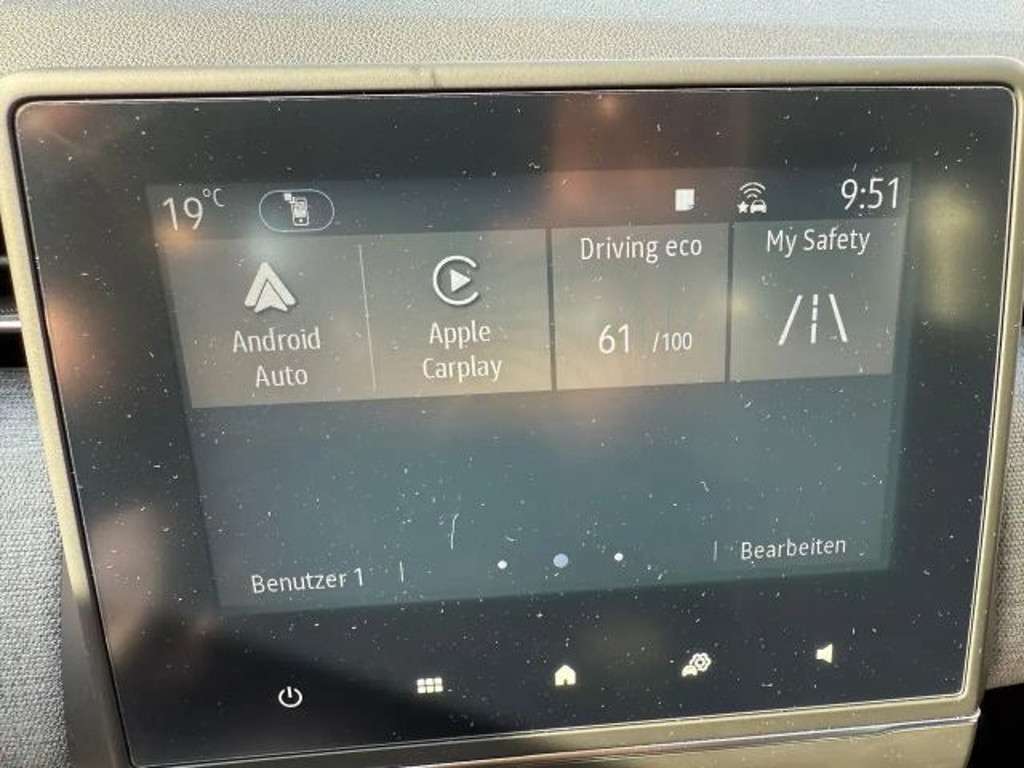 19°C
9:51
Android
Auto
Apple
Carplay
Driving eco
61 /100
My Safety
Benutzer 1
Bearbeiten